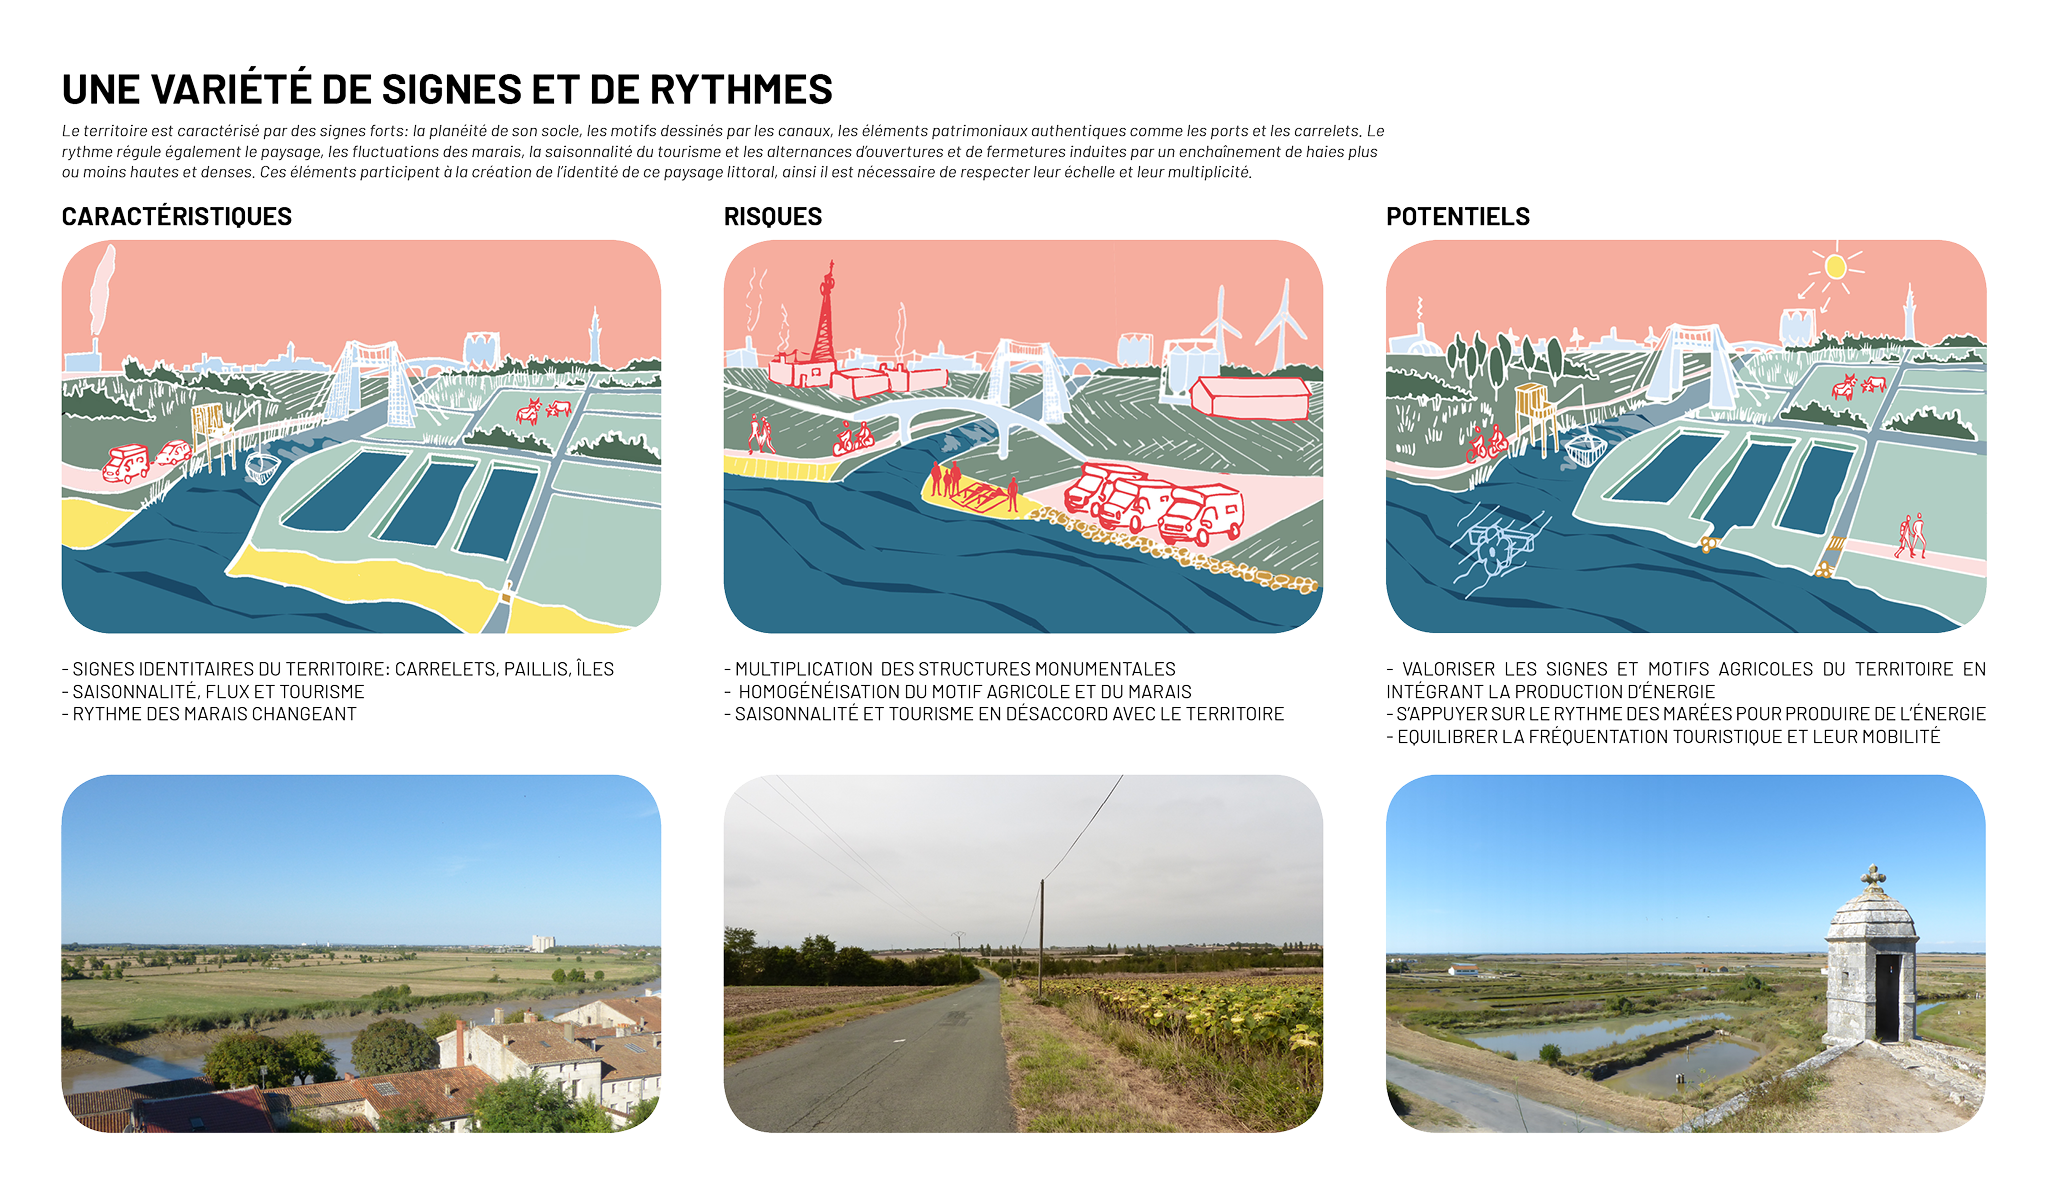 UNE VARIÉTÉ DE SIGNES ET DE RYTHMES
Le territoire est caractérisé par des signes forts: la planéité de son socle, les motifs dessinés par les canaux, les éléments patrimoniaux authentiques comme les ports et les carrelets. Le
rythme régule également le paysage, les fluctuations des marais, la saisonnalité du tourisme et les alternances d'ouvertures et de fermetures induites par un enchaînement de haies plus
ou moins hautes et denses. Ces éléments participent à la création de l'identité de ce paysage littoral, ainsi il est nécessaire de respecter leur échelle et leur multiplicité.
CARACTÉRISTIQUES
- SIGNES IDENTITAIRES DU TERRITOIRE: CARRELETS, PAILLIS, ÎLES
- SAISONNALITÉ, FLUX ET TOURISME
- RYTHME DES MARAIS CHANGEANT
RISQUES
- MULTIPLICATION DES STRUCTURES MONUMENTALES
- HOMOGÉNÉISATION DU MOTIF AGRICOLE ET DU MARAIS
- SAISONNALITÉ ET TOURISME EN DÉSACCORD AVEC LE TERRITOIRE
POTENTIELS
- VALORISER LES SIGNES ET MOTIFS AGRICOLES DU TERRITOIRE EN
INTÉGRANT LA PRODUCTION D'ÉNERGIE
- S'APPUYER SUR LE RYTHME DES MARÉES POUR PRODUIRE DE L'ÉNERGIE
- EQUILIBRER LA FRÉQUENTATION TOURISTIQUE ET LEUR MOBILITÉ